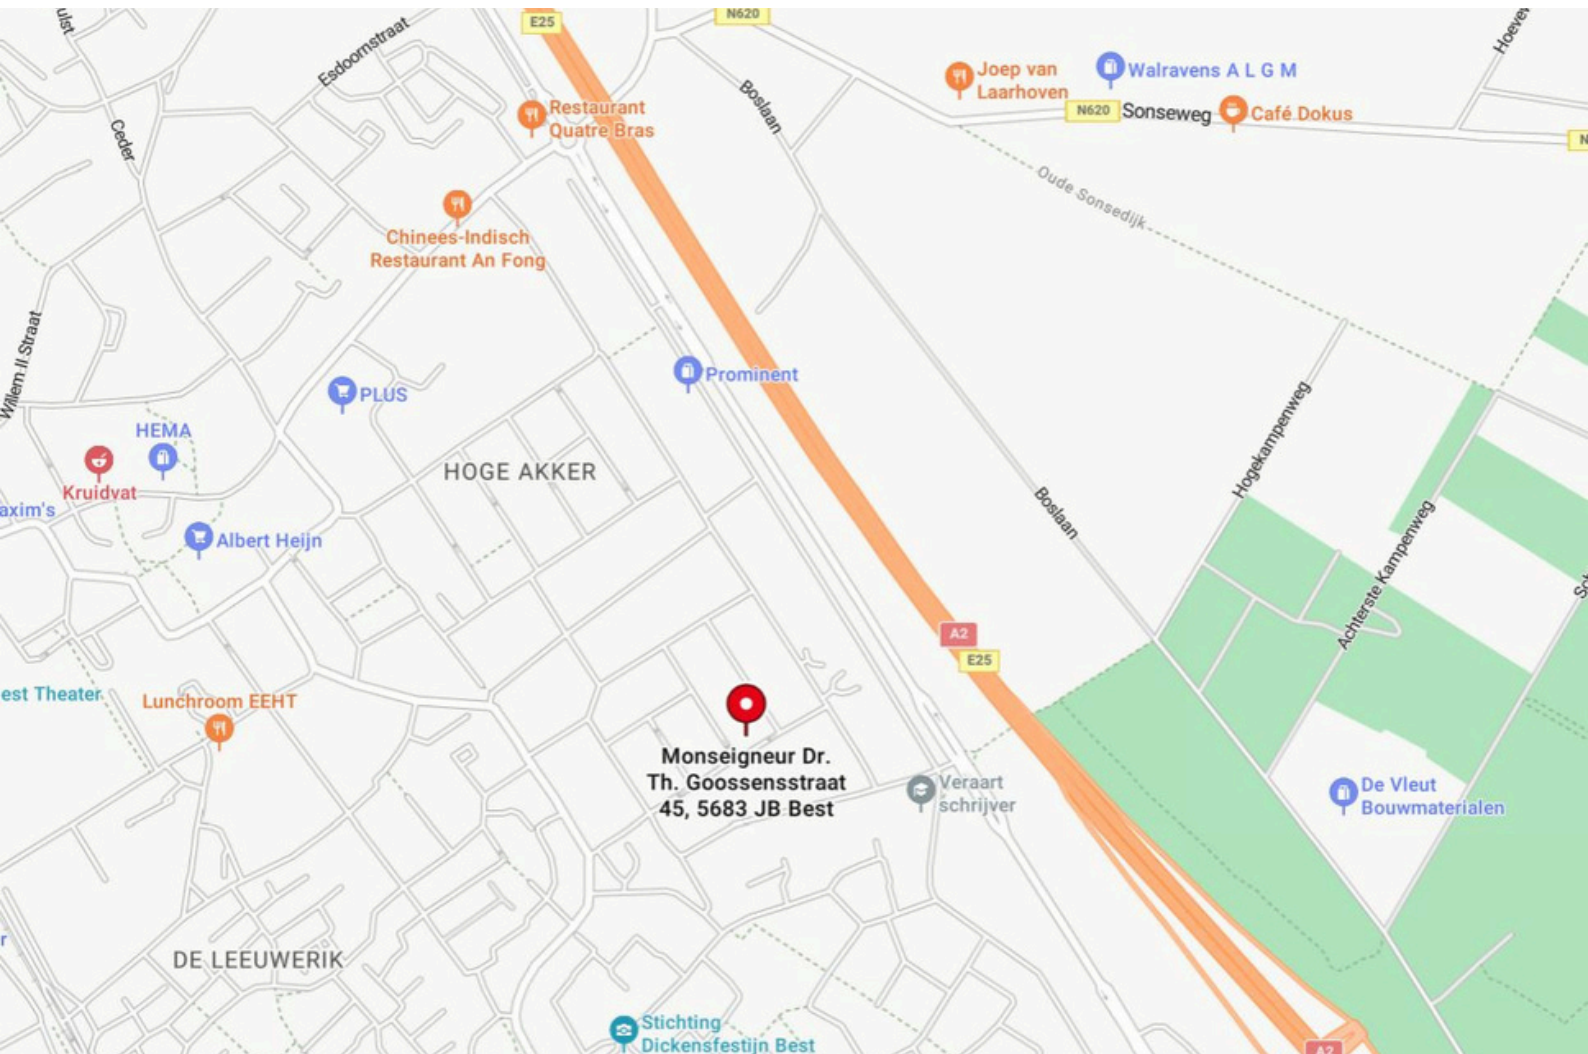 ulst
Esdoornstraat
E25
N620
Hoeve
Joep van
Laarhoven
Walravens A L G M
Restaurant
Quatre Bras
Boslaan
N620
Sonseweg
Café Dokus
N
Ceder
Oude Sonsedijk
Chinees-Indisch
Restaurant An Fong
Willem II Straat
PLUS
Prominent
HEMA
Kruidvat
HOGE AKKER
Hogekampenweg
axim's
Albert Heijn
Boslaan
Achterste Kampenweg
Sch
A2
E25
est Theater
Lunchroom EEHT
Monseigneur Dr.
Th. Goossensstraat
45, 5683 JB Best
Veraart
schrijver
De Vleut
Bouwmaterialen
r
DE LEEUWERIK
Stichting
Dickensfestijn Best
A2